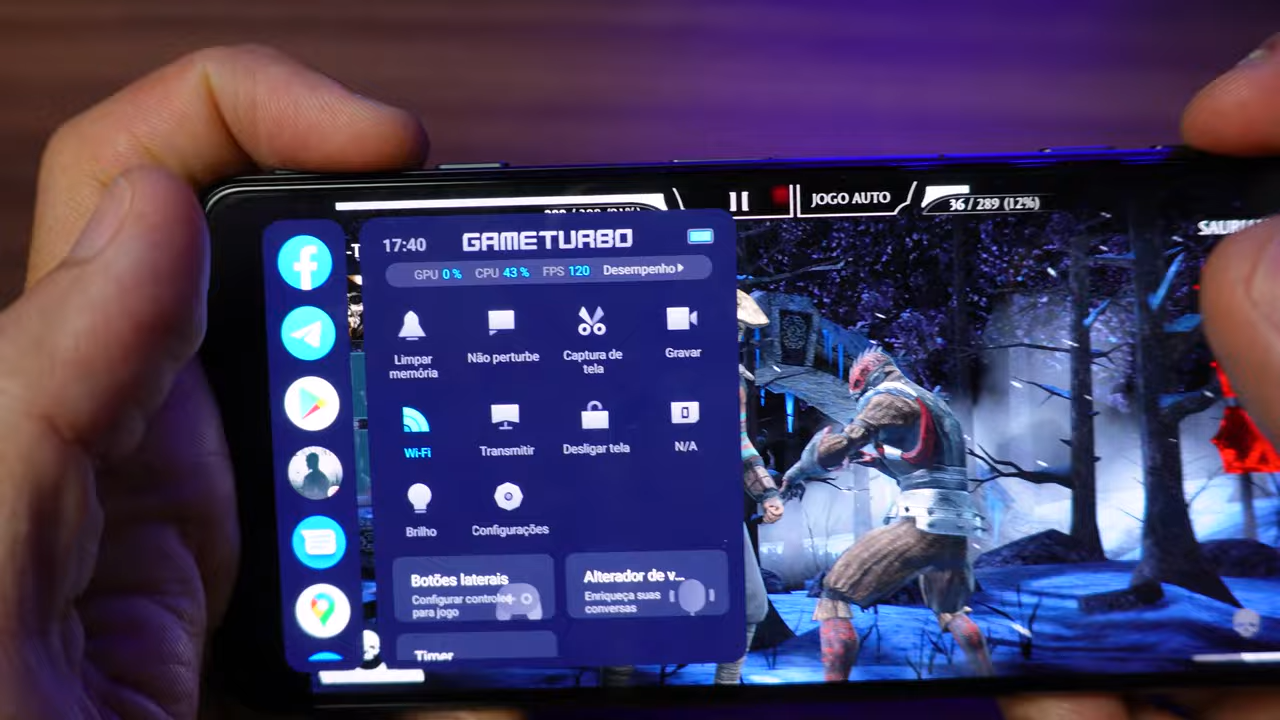 JOGO AUTO
36 / 289 (12%)
17:40
GAMETURBO
GPU 0 % CPU 43 % FPS 120 Desempenho
Limpar
memória
Não perturbe
Captura de
tela
Gravar
Wi-Fi
Transmitir
Desligar tela
N/A
Brilho
Configurações
Botões laterais
Configurar controles
para jogo
Alterador de v...
Enriqueça suas
conversas
Timer